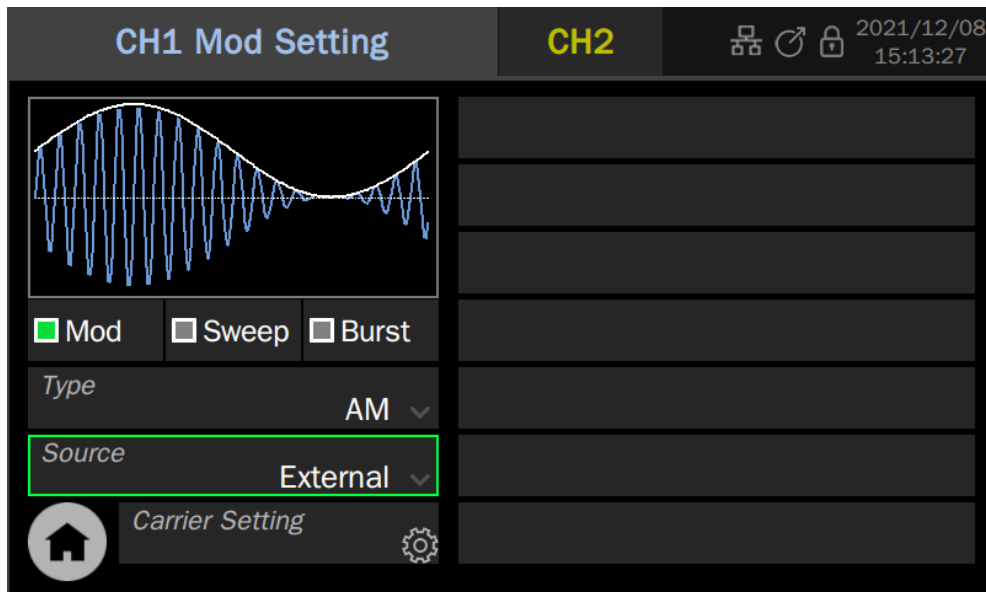 CH1 Mod Setting
CH2
2021/12/08
15:13:27
Mod
Sweep
Burst
Type
AM
Source
External
Carrier Setting